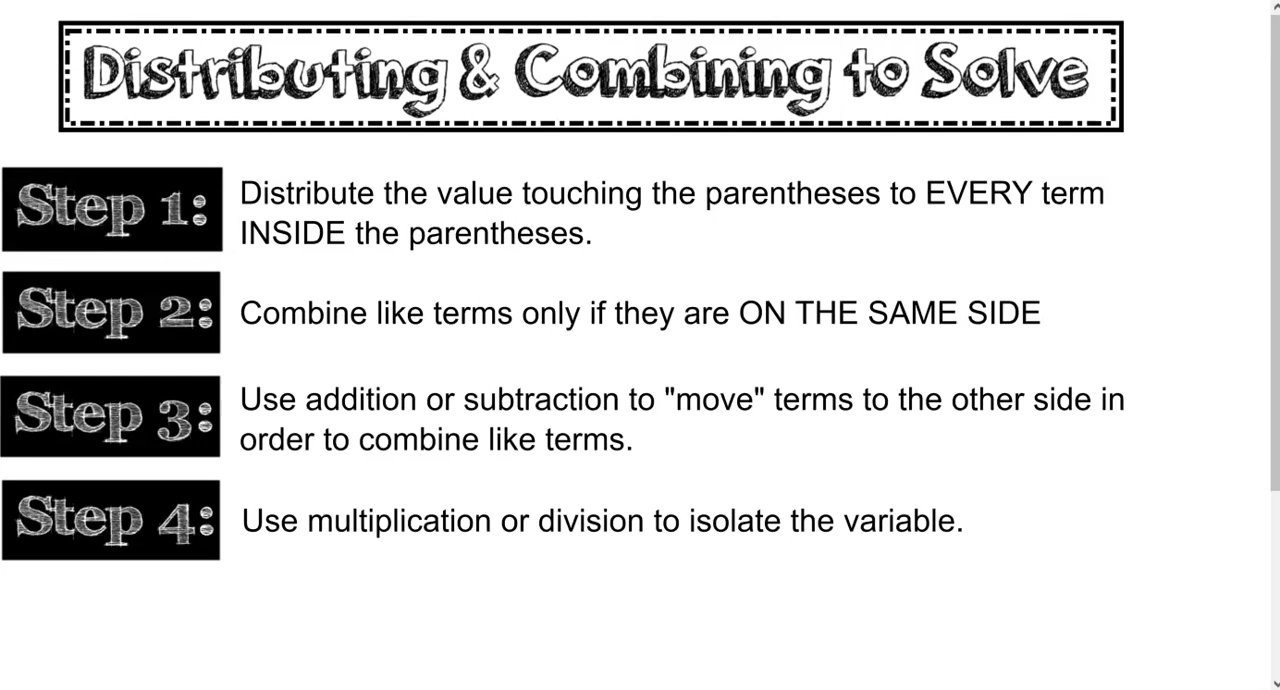 Distributing & Combining to Solve
Step 1:
Distribute the value touching the parentheses to EVERY term
INSIDE the parentheses.
Step 2:
Combine like terms only if they are ON THE SAME SIDE
Step 3:
Use addition or subtraction to "move" terms to the other side in
order to combine like terms.
Step 4:
Use multiplication or division to isolate the variable.